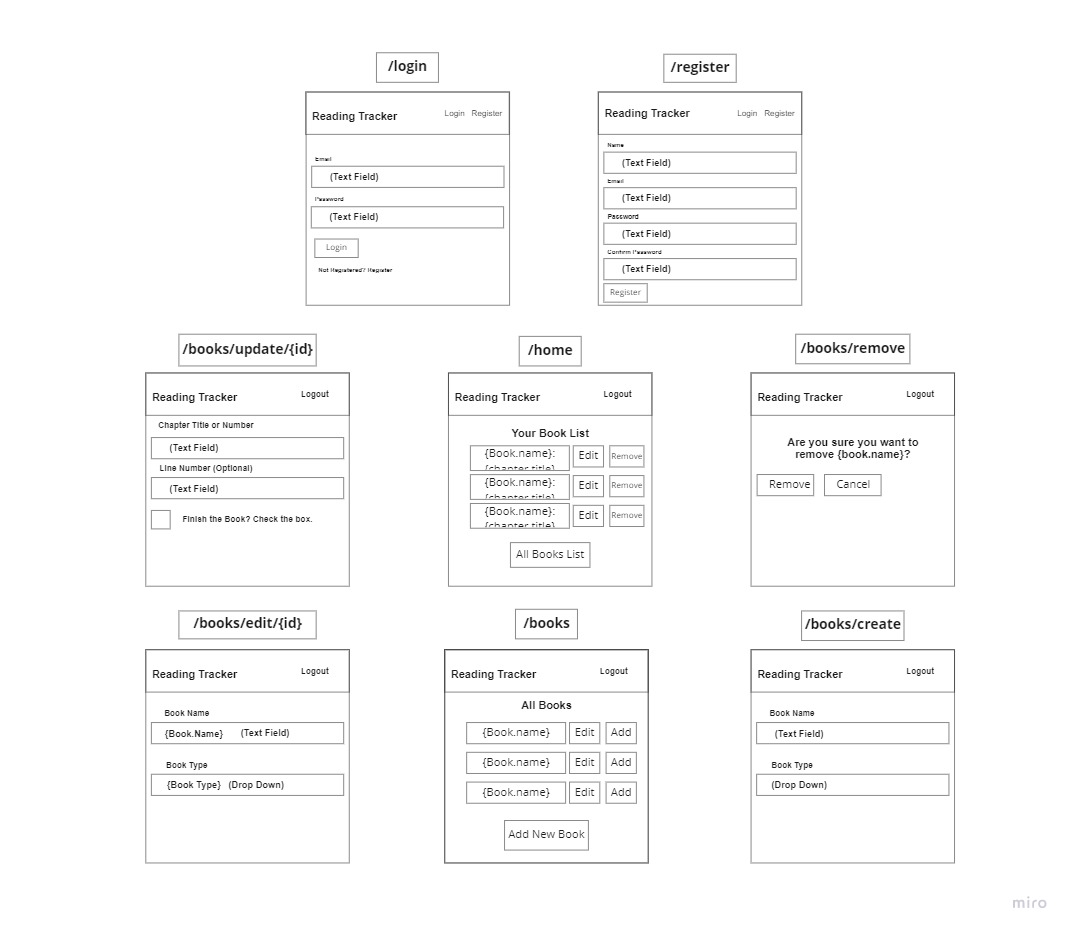 /login
Reading Tracker
Login Register
Email
(Text Field)
Password
(Text Field)
Login
Not Registered? Register
/register
Reading Tracker
Login Register
Name
(Text Field)
Email
(Text Field)
Password
(Text Field)
Confirm Password
(Text Field)
Register
/books/update/{id}
Reading Tracker
Logout
Chapter Title or Number
(Text Field)
Line Number (Optional)
(Text Field)
Finish the Book? Check the box.
/home
Reading Tracker
Logout
Your Book List
{Book.name}: Edit Remove
{chapter title}
{Book.name}: Edit Remove
{chapter title}
{Book.name}: Edit Remove
{chapter title}
All Books List
/books/remove
Reading Tracker
Logout
Are you sure you want to
remove {book.name}?
Remove Cancel
/books/edit/{id}
Reading Tracker
Logout
Book Name
{Book.Name} (Text Field)
Book Type
{Book Type} (Drop Down)
/books
Reading Tracker
Logout
All Books
{Book.name} Edit Add
{Book.name} Edit Add
{Book.name} Edit Add
Add New Book
/books/create
Reading Tracker
Logout
Book Name
(Text Field)
Book Type
(Drop Down)
miro